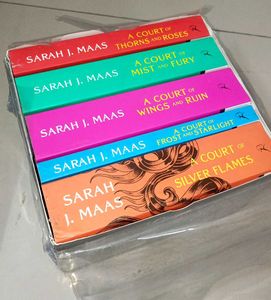 SARAH J. MAAS
A COURT OF
THORNS AND ROSES
SARAH J. MAAS
A COURT OF
MIST AND FURY
SARAH J. MAAS
A COURT OF
WINGS AND RUIN
SARAH J. MAAS
A COURT OF
FROST AND STARLIGHT
SARAH
J. MAAS
A COURT OF
SILVER FLAMES